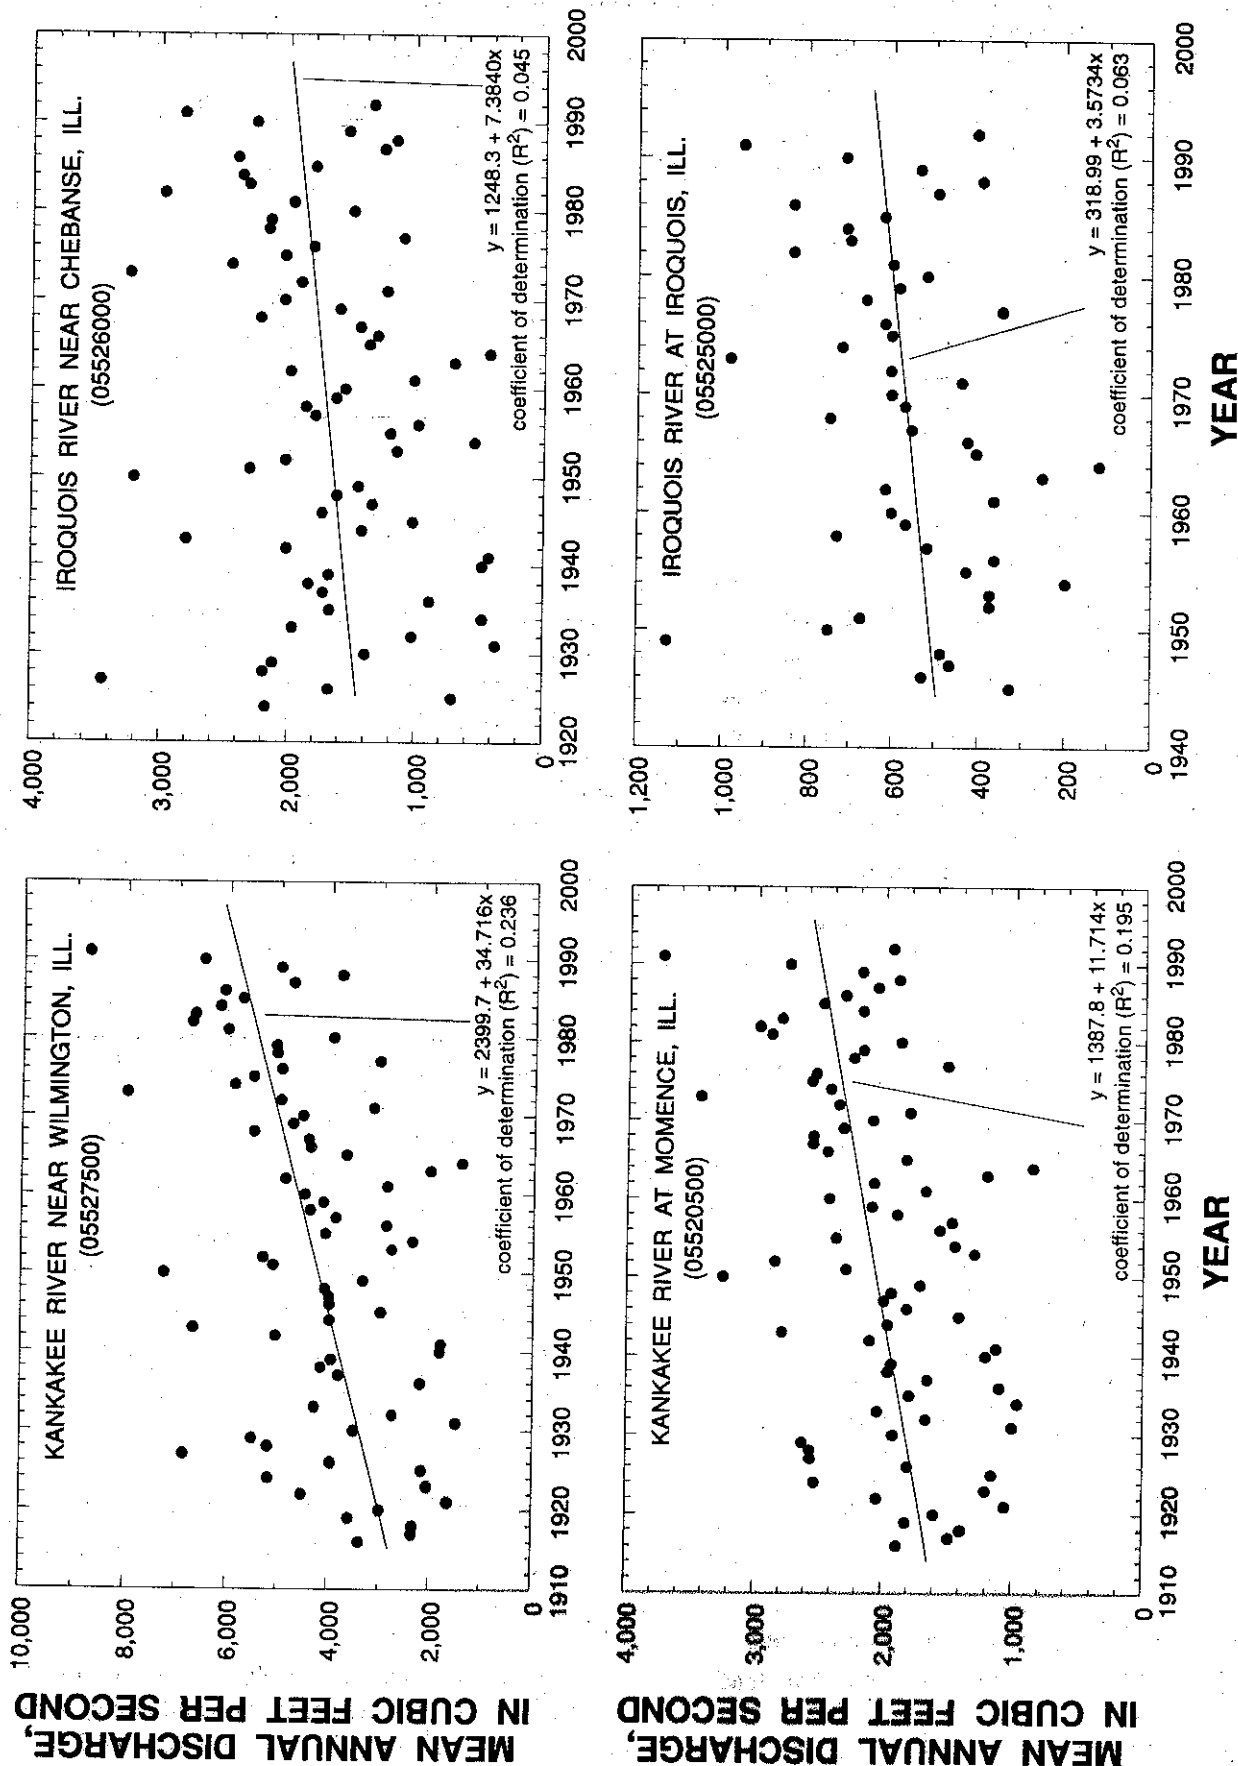 MEAN ANNUAL DISCHARGE,
IN CUBIC FEET PER SECOND
10,000
8,000
6,000
4,000
2,000
0
KANKAKEE RIVER NEAR WILMINGTON, ILL.
(05527500)
y = 2399.7 + 34.716x
coefficient of determination (R²) = 0.236
1910 1920 1930 1940 1950 1960 1970 1980 1990 2000
4,000
3,000
2,000
1,000
0
IROQUOIS RIVER NEAR CHEBANSE, ILL.
(05526000)
y = 1248.3 + 7.3840x
coefficient of determination (R²) = 0.045
1920 1930 1940 1950 1960 1970 1980 1990 2000
MEAN ANNUAL DISCHARGE,
IN CUBIC FEET PER SECOND
4,000
3,000
2,000
1,000
0
KANKAKEE RIVER AT MOMENCE, ILL.
(05520500)
y = 1387.8 + 11.714x
coefficient of determination (R²) = 0.195
1910 1920 1930 1940 1950 1960 1970 1980 1990 2000
YEAR
1,200
1,000
800
600
400
200
0
IROQUOIS RIVER AT IROQUOIS, ILL.
(05525000)
y = 318.99 + 3.5734x
coefficient of determination (R²) = 0.063
1940 1950 1960 1970 1980 1990 2000
YEAR